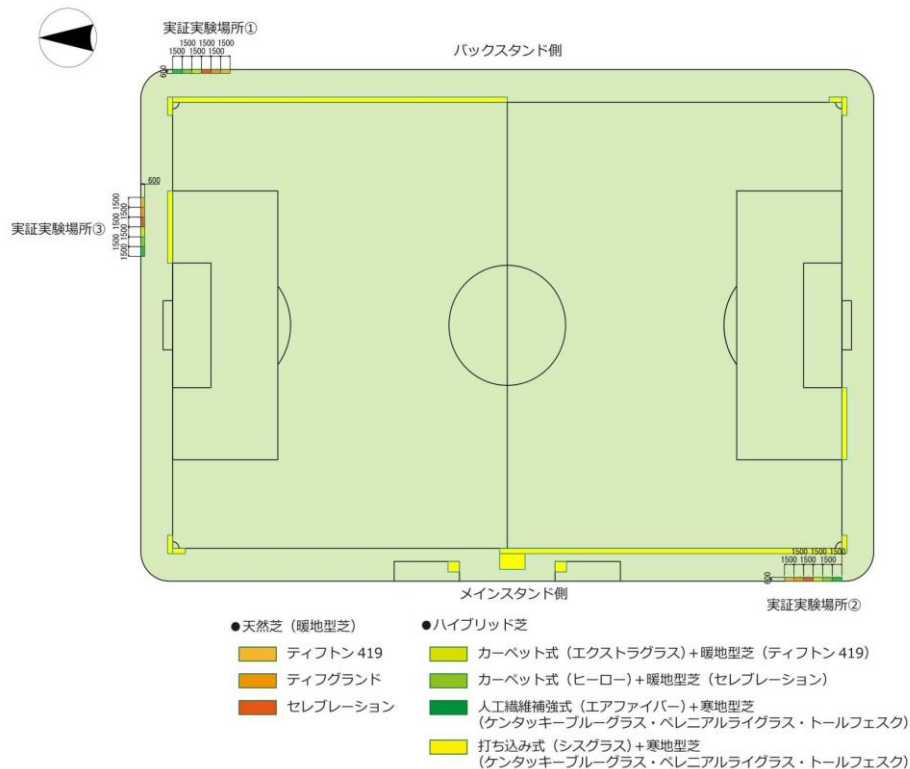 実証実験場所①
1500 1500 1500
1500 1500 1500
600
バックスタンド側
600
1500 1500 1500
1500 1500 1500
実証実験場所③
1500 1500 1500
1500 1500 1500
600
メインスタンド側
実証実験場所②
●天然芝（暖地型芝）
ティフトン 419
ティフグランド
セレブレーション
●ハイブリッド芝
カーペット式（エクストラグラス）＋暖地型芝（ティフトン 419）
カーペット式（ヒーロー）＋暖地型芝（セレブレーション）
人工繊維補強式（エアファイバー）＋寒地型芝
（ケンタッキーブルーグラス・ペレニアルライグラス・トールフェスク）
打ち込み式（シスグラス）＋寒地型芝
（ケンタッキーブルーグラス・ペレニアルライグラス・トールフェスク）